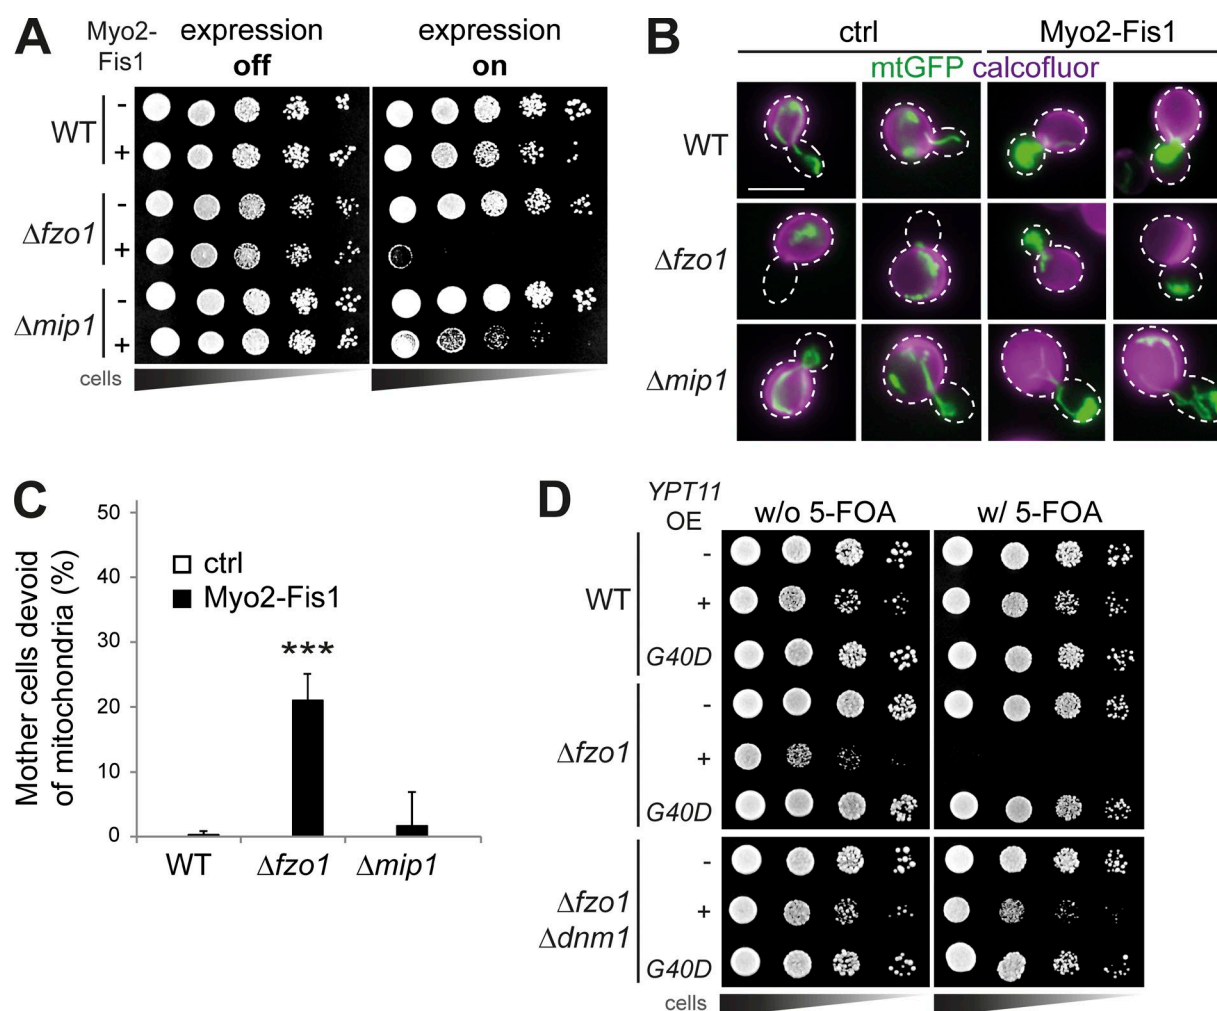 A
Myo2-
Fis1
expression
off
expression
on
WT
-
+
Δfzo1
-
+
Δmip1
-
+
cells
B
ctrl
Myo2-Fis1
mtGFP calcofluor
WT
Δfzo1
Δmip1
C
Mother cells devoid
of mitochondria (%)
50
40
30
20
10
0
ctrl
Myo2-Fis1
***
WT
Δfzo1
Δmip1
D
YPT11
OE
w/o 5-FOA
w/ 5-FOA
WT
-
+
G40D
Δfzo1
-
+
G40D
Δfzo1
Δdnm1
-
+
G40D
cells